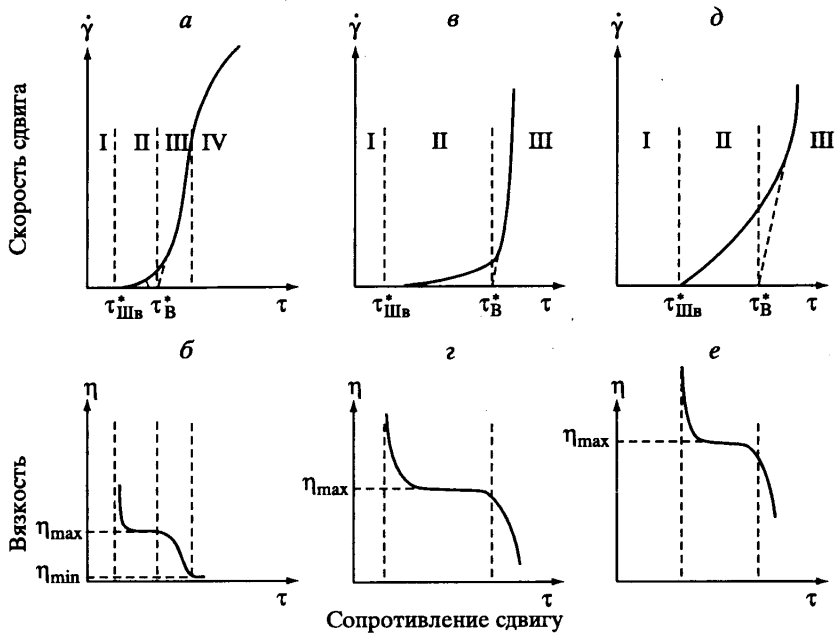 а в д
γ̇ γ̇ γ̇
Скорость сдвига
I II III IV
I II III
I II III
τ*Шв τ*В τ
τ*Шв τ*В τ
τ*Шв τ*В τ
б г е
η η η
Вязкость
ηmax
ηmin
ηmax
ηmax
τ τ τ
Сопротивление сдвигу